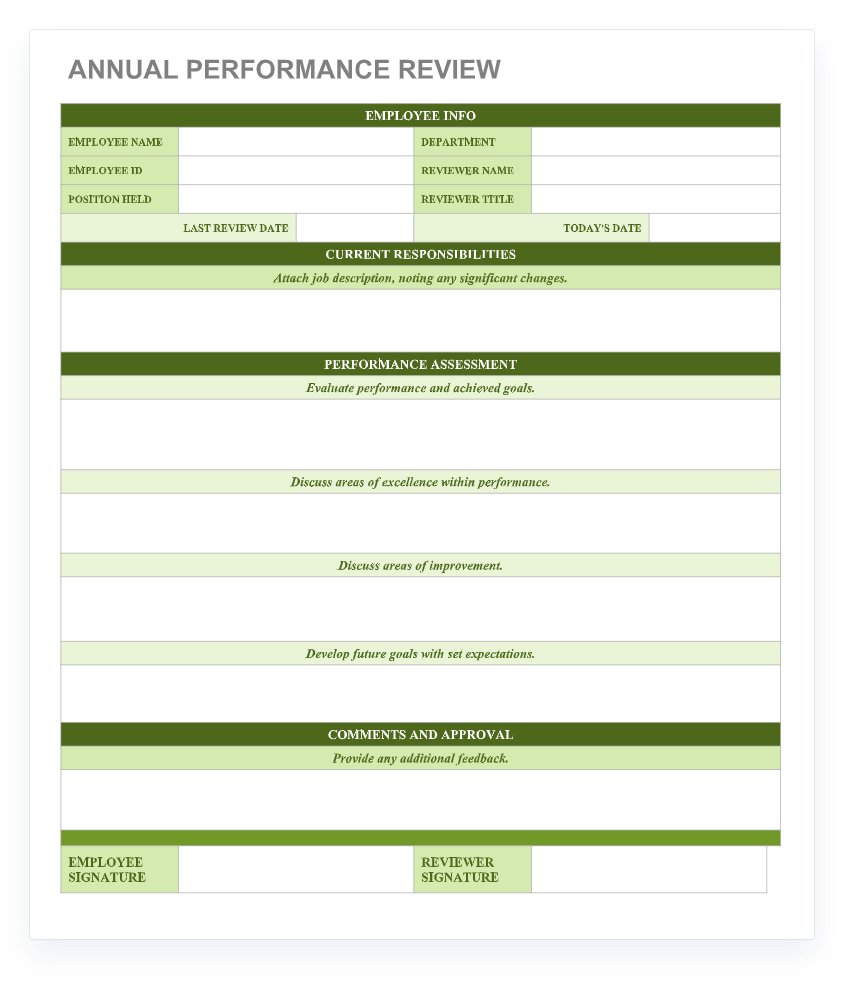 ANNUAL PERFORMANCE REVIEW
EMPLOYEE INFO
EMPLOYEE NAME
DEPARTMENT
EMPLOYEE ID
REVIEWER NAME
POSITION HELD
REVIEWER TITLE
LAST REVIEW DATE
TODAY'S DATE
CURRENT RESPONSIBILITIES
Attach job description, noting any significant changes.
PERFORMANCE ASSESSMENT
Evaluate performance and achieved goals.
Discuss areas of excellence within performance.
Discuss areas of improvement.
Develop future goals with set expectations.
COMMENTS AND APPROVAL
Provide any additional feedback.
EMPLOYEE
SIGNATURE
REVIEWER
SIGNATURE